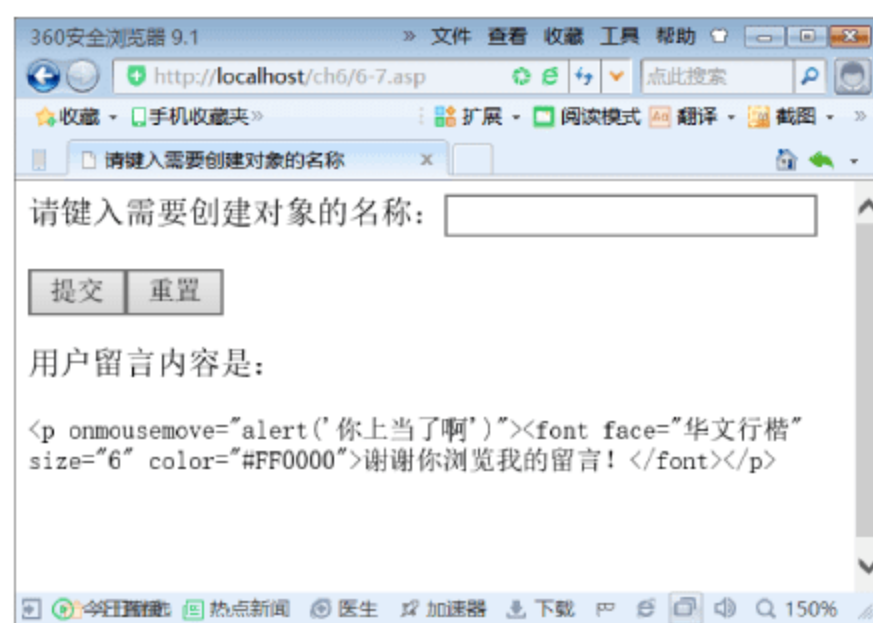 360安全浏览器 9.1 » 文件 查看 收藏 工具 帮助
http://localhost/ch6/6-7.asp 点此搜索
收藏 手机收藏夹» 扩展 阅读模式 翻译 截图 »
请键入需要创建对象的名称 ×
请键入需要创建对象的名称：
提交 重置
用户留言内容是：
<p onmousemove="alert('你上当了啊')"><font face="华文行楷"
size="6" color="#FF0000">谢谢你浏览我的留言！</font></p>
热点新闻 医生 加速器 下载 150%